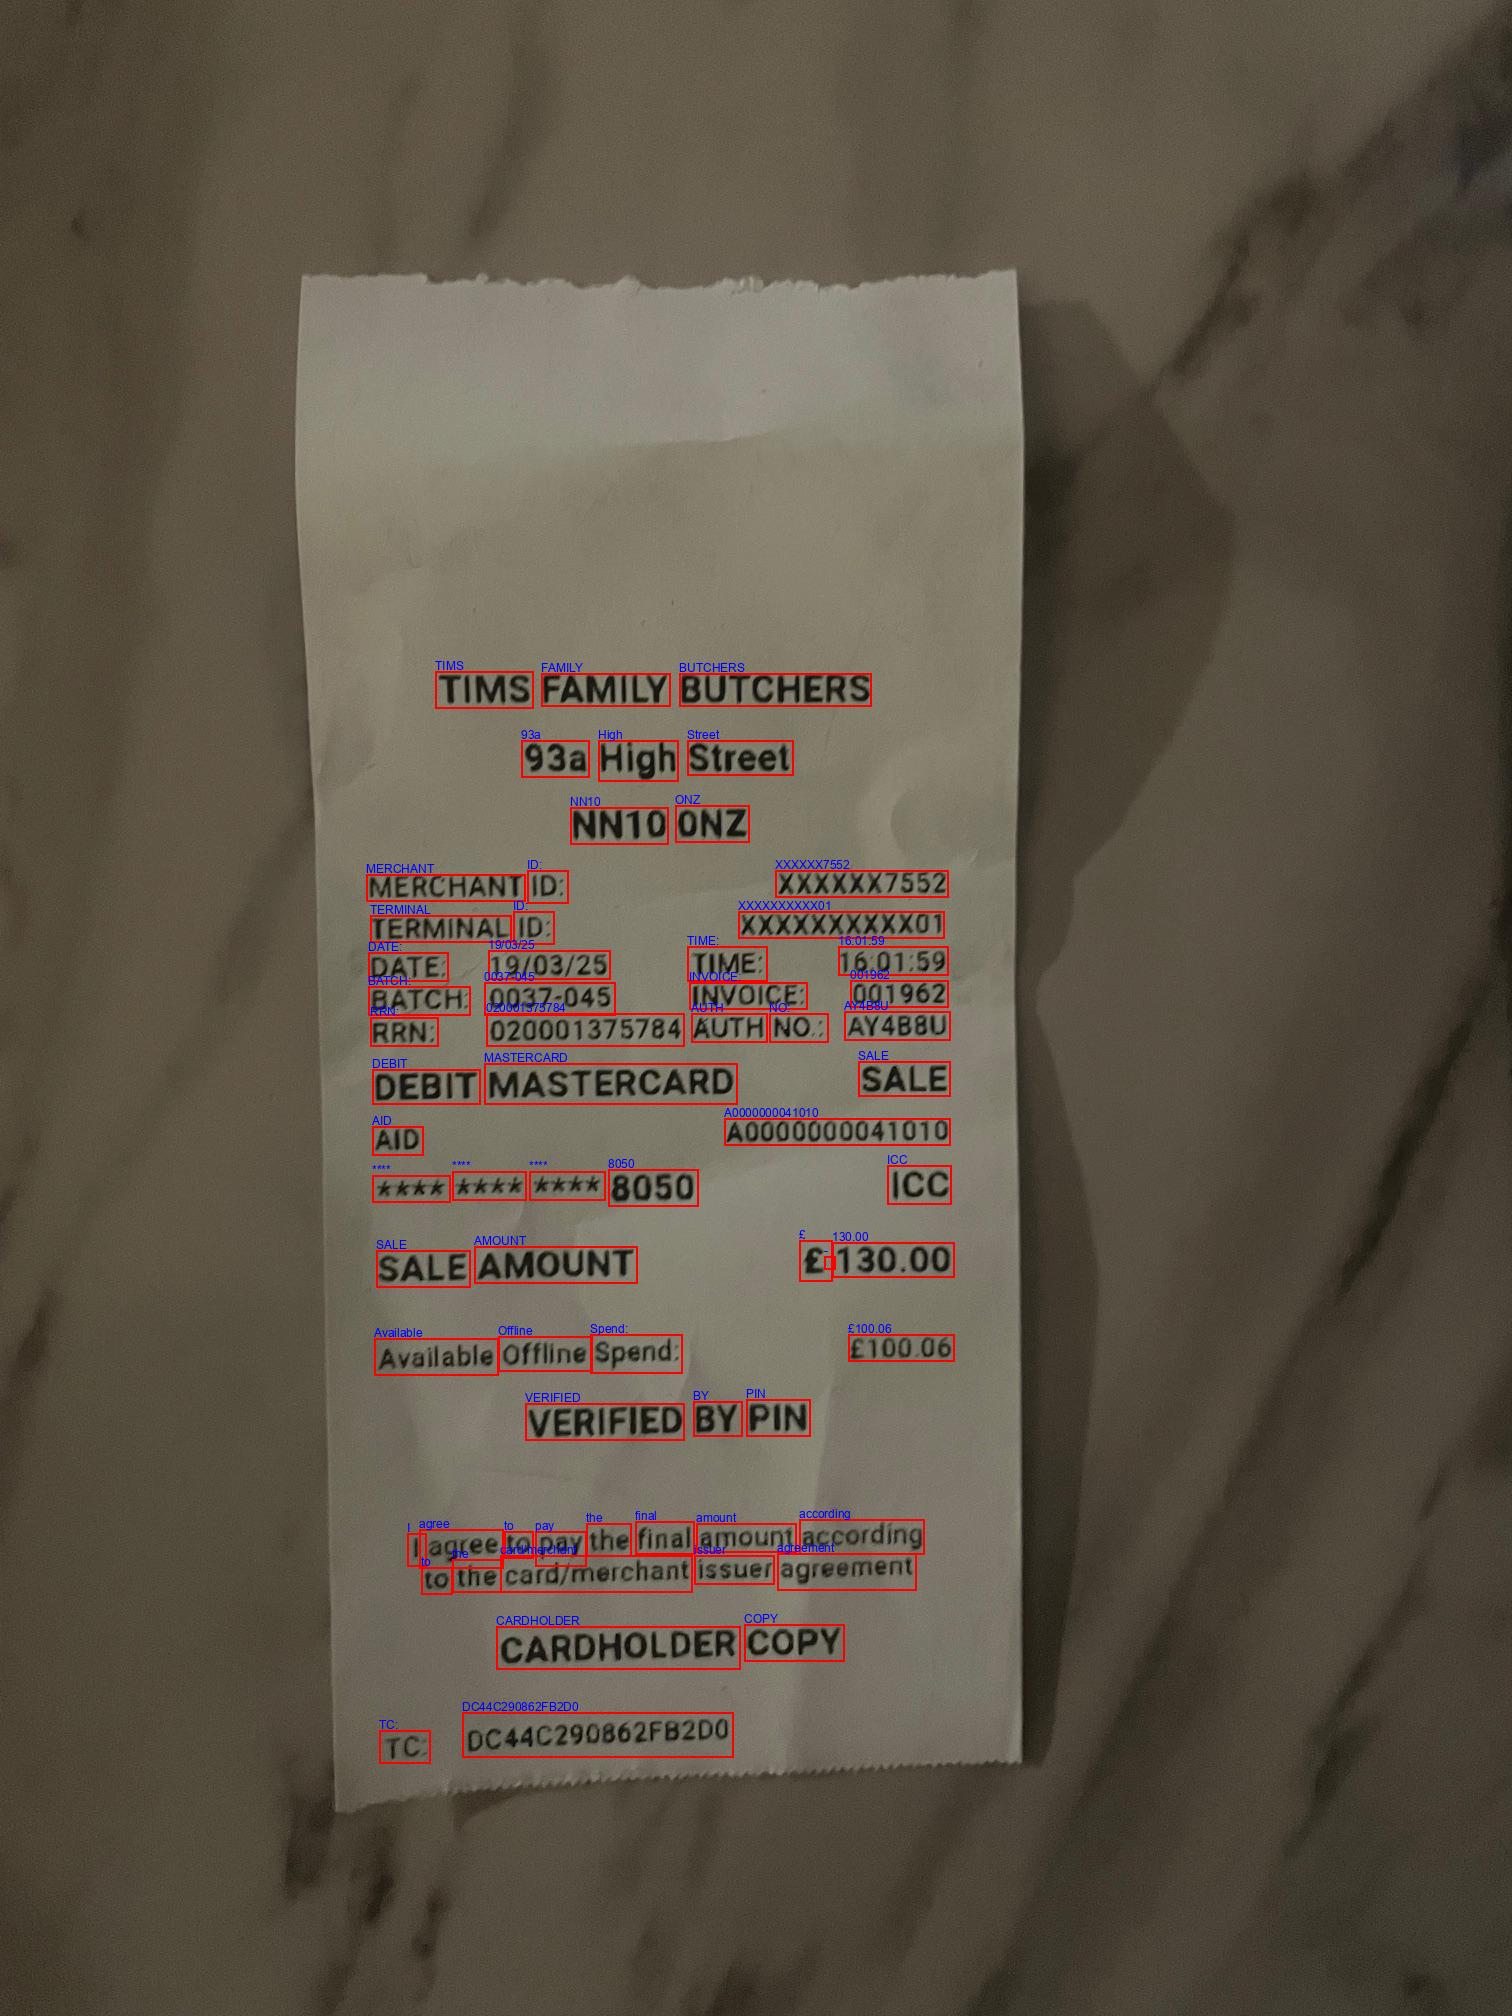 TIMS FAMILY BUTCHERS
93a High Street
NN10 0NZ
MERCHANT ID: XXXXXX7552
TERMINAL ID: XXXXXXXXXX01
DATE: 19/03/25 TIME: 16:01:59
BATCH: 0037-045 INVOICE: 001962
RRN: 020001375784 AUTH NO.: AY4B8U
DEBIT MASTERCARD SALE
AID A0000000041010
**** **** **** 8050 ICC
SALE AMOUNT £130.00
Available Offline Spend: £100.06
VERIFIED BY PIN
I agree to pay the final amount according
to the card/merchant issuer agreement
CARDHOLDER COPY
TC: DC44C290862FB2D0